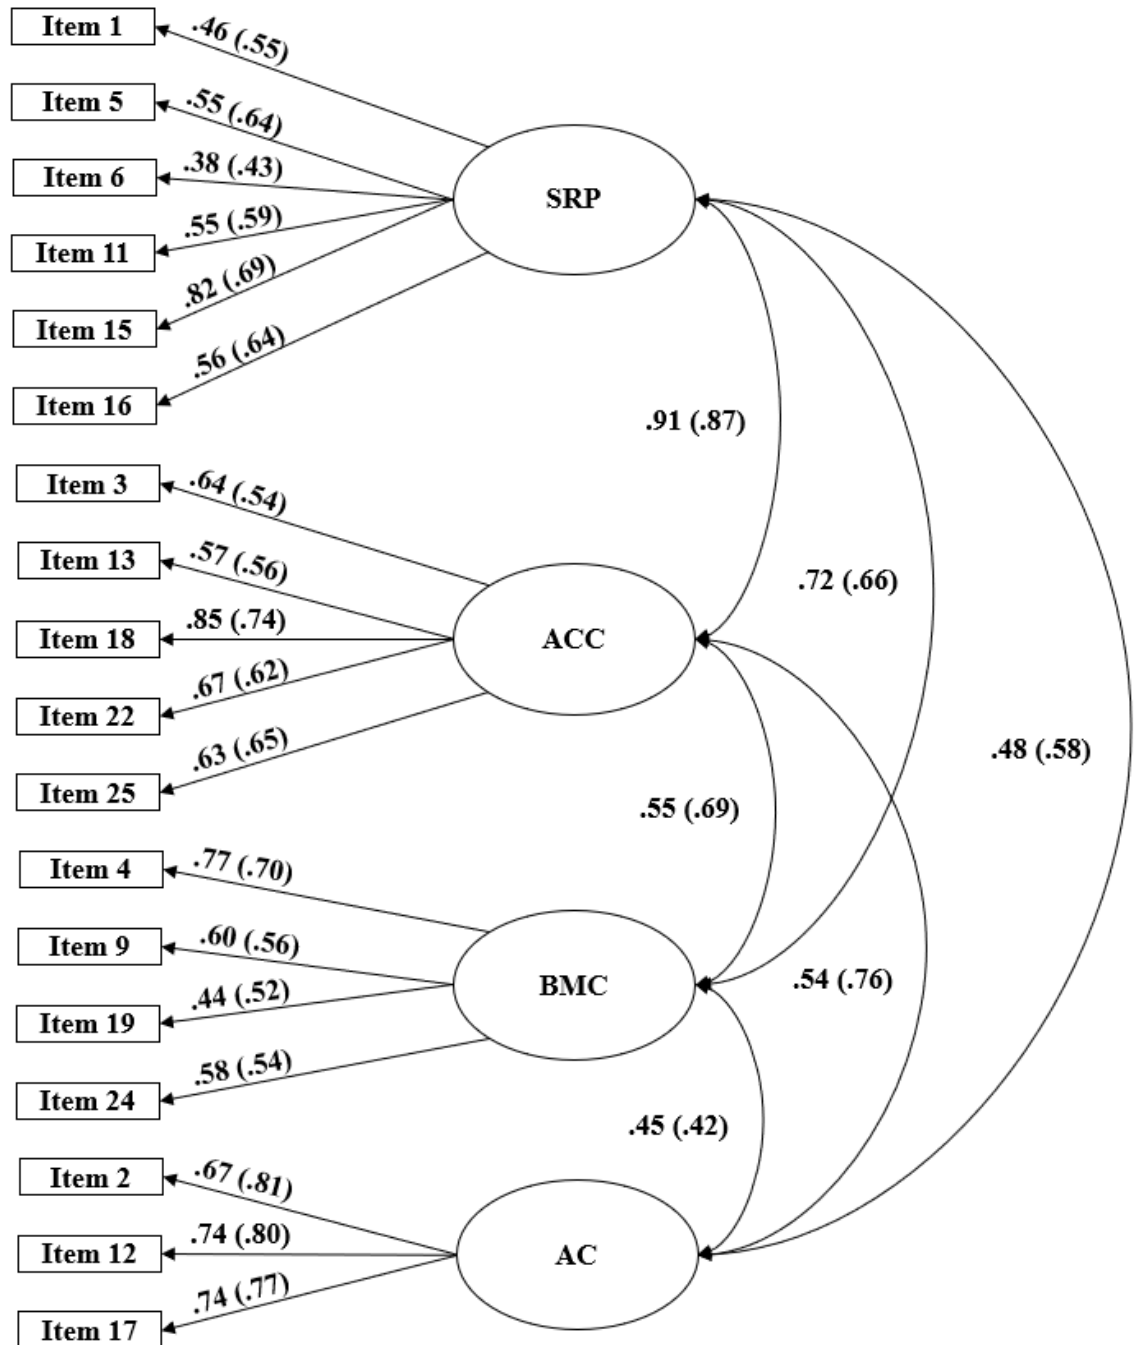 Item 1
.46 (.55)
Item 5
.55 (.64)
Item 6
.38 (.43)
SRP
Item 11
.55 (.59)
Item 15
.82 (.69)
Item 16
.56 (.64)
.91 (.87)
Item 3
.64 (.54)
Item 13
.57 (.56)
.72 (.66)
Item 18
.85 (.74)
ACC
Item 22
.67 (.62)
Item 25
.63 (.65)
.48 (.58)
.55 (.69)
Item 4
.77 (.70)
Item 9
.60 (.56)
BMC
.54 (.76)
Item 19
.44 (.52)
Item 24
.58 (.54)
.45 (.42)
Item 2
.67 (.81)
Item 12
.74 (.80)
AC
Item 17
.74 (.77)